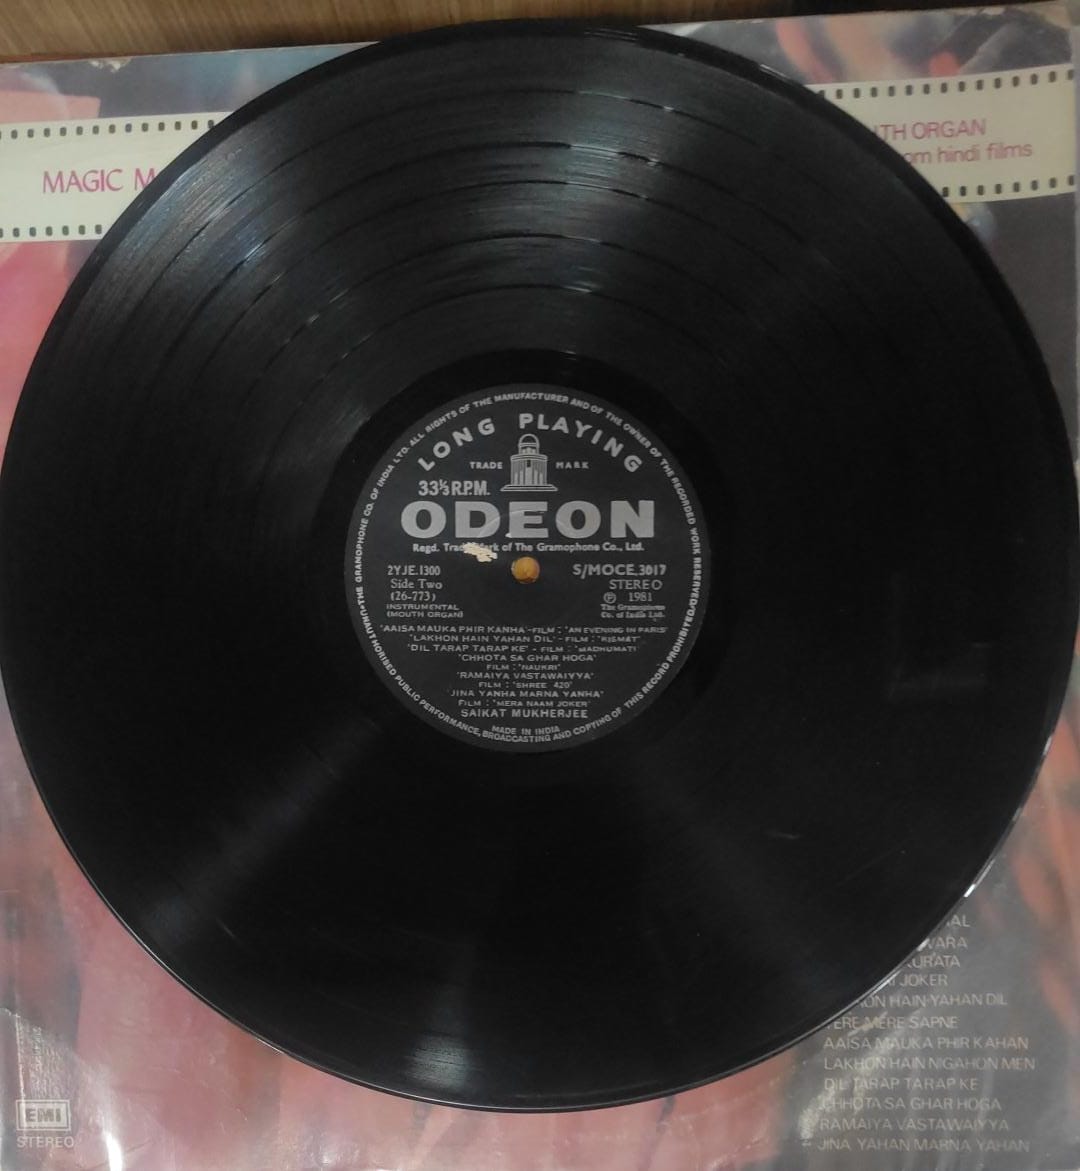 MAGIC M
UTH ORGAN
om hindi films
THE GRAMOPHONE CO. OF INDIA LTD. ALL RIGHTS OF THE MANUFACTURER AND OF THE OWNER OF THE RECORDED WORK RESERVED
UNAUTHORISED PUBLIC PERFORMANCE, BROADCASTING AND COPYING OF THIS RECORD PROHIBITED
LONG PLAYING
TRADE MARK
33⅓ R.P.M.
ODEON
Regd. Trade Mark of The Gramophone Co., Ltd.
2YJE.1300 S/MOCE.3017
Side Two STEREO
(26-773) ℗ 1981
INSTRUMENTAL The Gramophone
(MOUTH ORGAN) Co. of India Ltd.
'AAISA MAUKA PHIR KANHA'-FILM : 'AN EVENING IN PARIS'
'LAKHON HAIN YAHAN DIL' - FILM : 'KISMAT'
'DIL TARAP TARAP KE' - FILM : 'MADHUMATI'
'CHHOTA SA GHAR HOGA'
FILM : 'NAUKRI'
'RAMAIYA VASTAWAIYYA'
FILM : 'SHREE 420'
'JINA YANHA MARNA YANHA'
FILM : 'MERA NAAM JOKER'
SAIKAT MUKHERJEE
MADE IN INDIA
WARA
KURATA
JOKER
HAIN YAHAN DIL
TERE MERE SAPNE
AAISA MAUKA PHIR KAHAN
LAKHON HAIN NIGAHON MEN
DIL TARAP TARAP KE
CHHOTA SA GHAR HOGA
RAMAIYA VASTAWAIYYA
JINA YAHAN MARNA YAHAN
EMI
STEREO